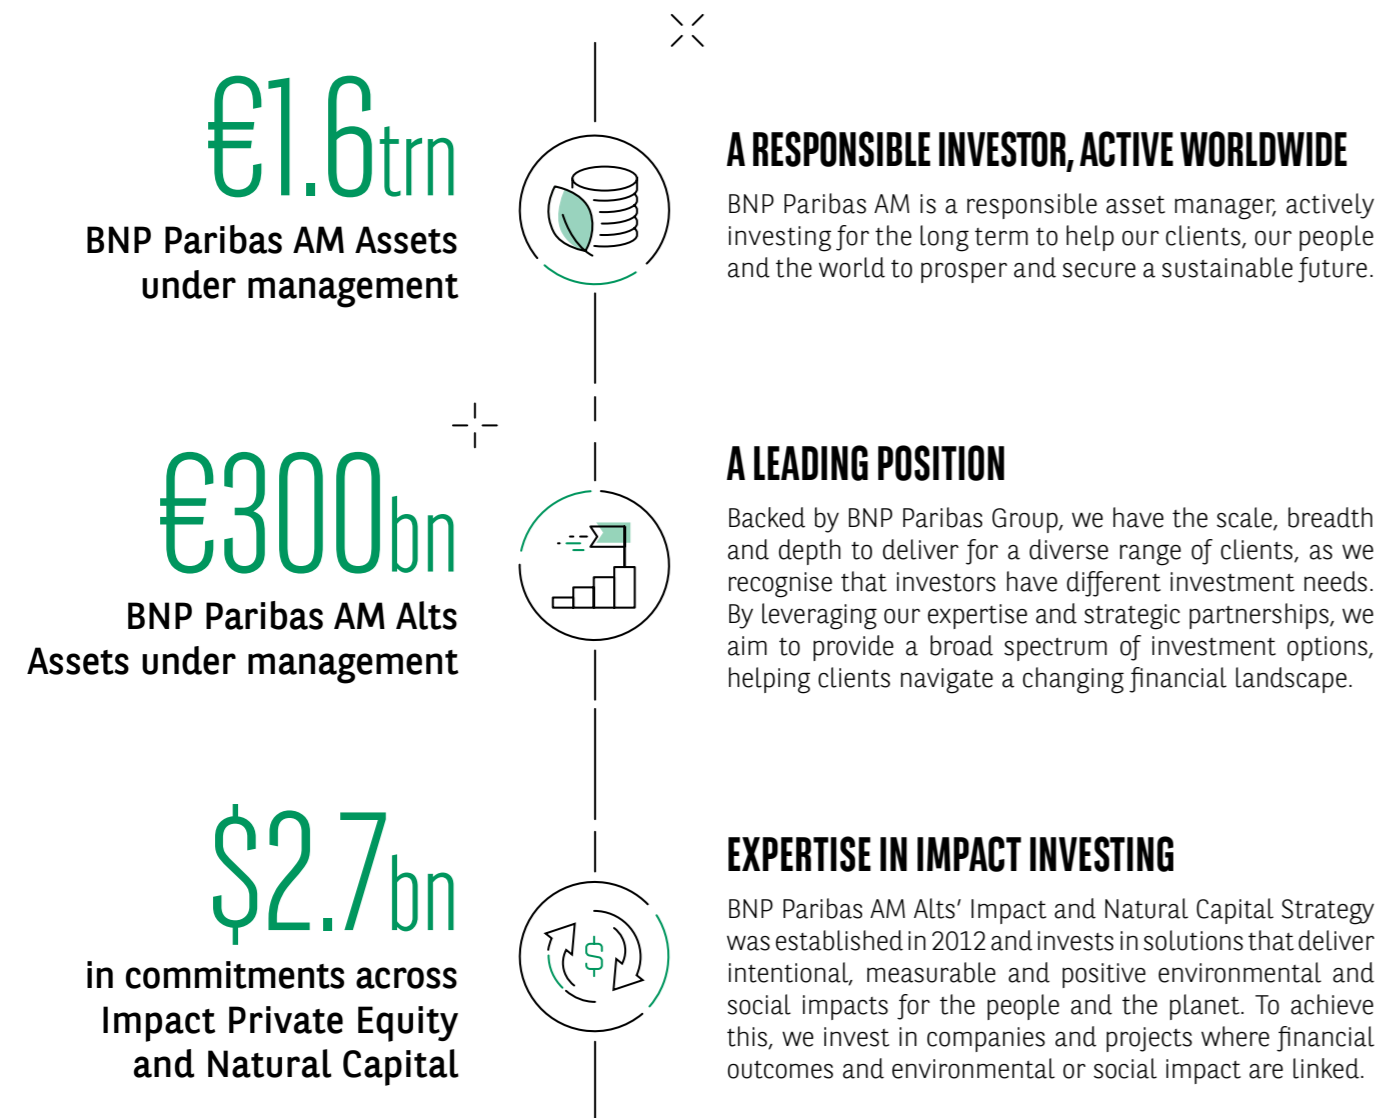 €1.6trn
BNP Paribas AM Assets
under management
A RESPONSIBLE INVESTOR, ACTIVE WORLDWIDE
BNP Paribas AM is a responsible asset manager, actively
investing for the long term to help our clients, our people
and the world to prosper and secure a sustainable future.
€300bn
BNP Paribas AM Alts
Assets under management
A LEADING POSITION
Backed by BNP Paribas Group, we have the scale, breadth
and depth to deliver for a diverse range of clients, as we
recognise that investors have different investment needs.
By leveraging our expertise and strategic partnerships, we
aim to provide a broad spectrum of investment options,
helping clients navigate a changing financial landscape.
$2.7bn
in commitments across
Impact Private Equity
and Natural Capital
$
EXPERTISE IN IMPACT INVESTING
BNP Paribas AM Alts’ Impact and Natural Capital Strategy
was established in 2012 and invests in solutions that deliver
intentional, measurable and positive environmental and
social impacts for the people and the planet. To achieve
this, we invest in companies and projects where financial
outcomes and environmental or social impact are linked.